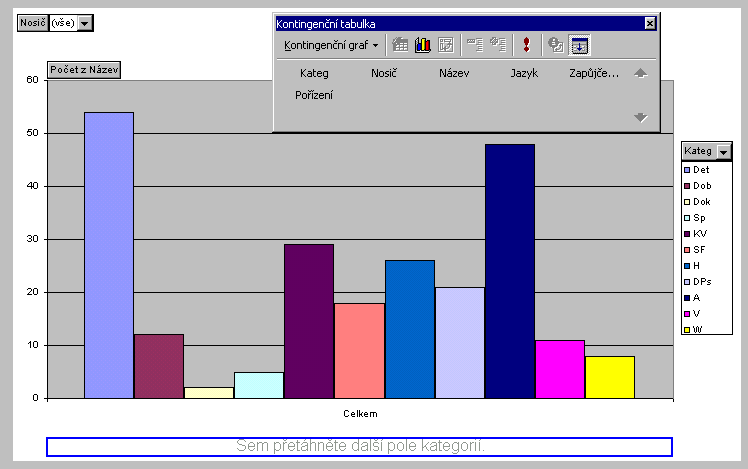 Nosič (vše)
Kontingenční tabulka
Kontingenční graf
Kateg Nosič Název Jazyk Zapůjče...
Pořízení
Počet z Název
60
50
40
30
20
10
0
Celkem
Kateg
Det
Dob
Dok
Sp
KV
SF
H
DPs
A
V
W
Sem přetáhněte další pole kategorií.